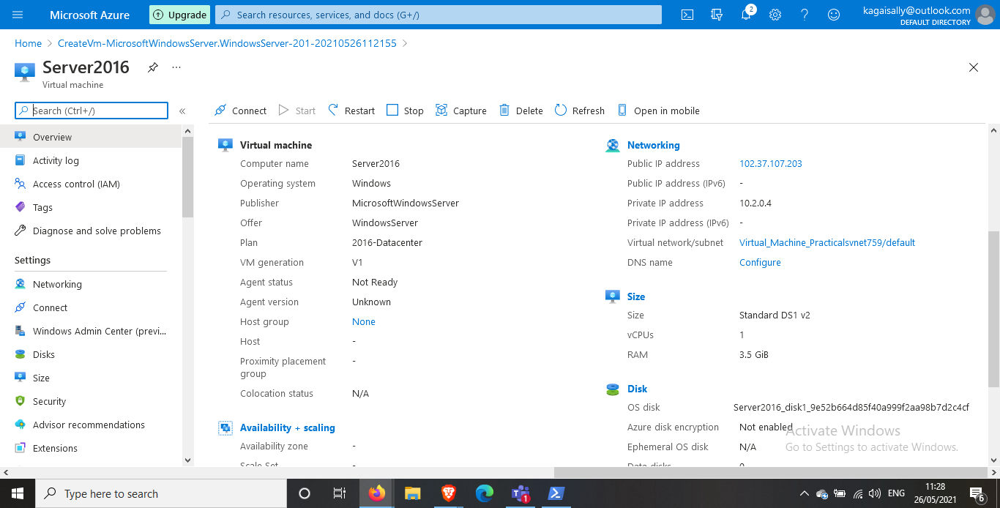 Microsoft Azure
Upgrade
Search resources, services, and docs (G+/)
2
kagaisally@outlook.com
DEFAULT DIRECTORY
Home > CreateVm-MicrosoftWindowsServer.WindowsServer-201-20210526112155 >
Server2016
Virtual machine
Search (Ctrl+/)
«
Connect
Start
Restart
Stop
Capture
Delete
Refresh
Open in mobile
Overview
Activity log
Access control (IAM)
Tags
Diagnose and solve problems
Settings
Networking
Connect
Windows Admin Center (previ...
Disks
Size
Security
Advisor recommendations
Extensions
Virtual machine
Computer name Server2016
Operating system Windows
Publisher MicrosoftWindowsServer
Offer WindowsServer
Plan 2016-Datacenter
VM generation V1
Agent status Not Ready
Agent version Unknown
Host group None
Host -
Proximity placement -
group
Colocation status N/A
Availability + scaling
Availability zone -
Scale Set -
Networking
Public IP address 102.37.107.203
Public IP address (IPv6) -
Private IP address 10.2.0.4
Private IP address (IPv6) -
Virtual network/subnet Virtual_Machine_Practicalsvnet759/default
DNS name Configure
Size
Size Standard DS1 v2
vCPUs 1
RAM 3.5 GiB
Disk
OS disk Server2016_disk1_9e52b664d85f40a999f2aa98b7d2c4cf
Azure disk encryption Not enabled
Ephemeral OS disk N/A
Data disks 0
Activate Windows
Go to Settings to activate Windows.
Type here to search
1
ENG
11:28
26/05/2021
6